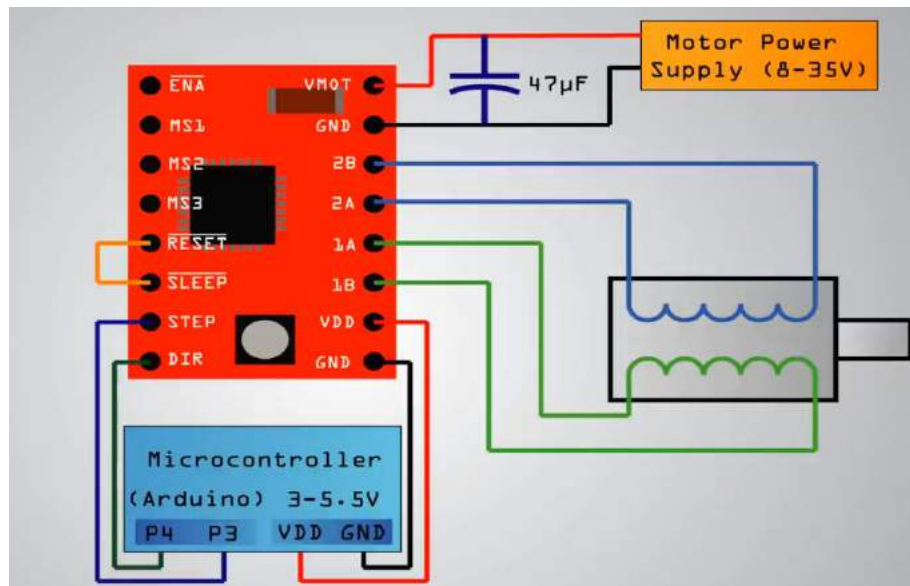 Motor Power
Supply (8-35V)
47µF
ENA
VMOT
MS1
GND
MS2
2B
MS3
2A
RESET
1A
SLEEP
1B
STEP
VDD
DIR
GND
Microcontroller
(Arduino) 3-5.5V
P4 P3 VDD GND